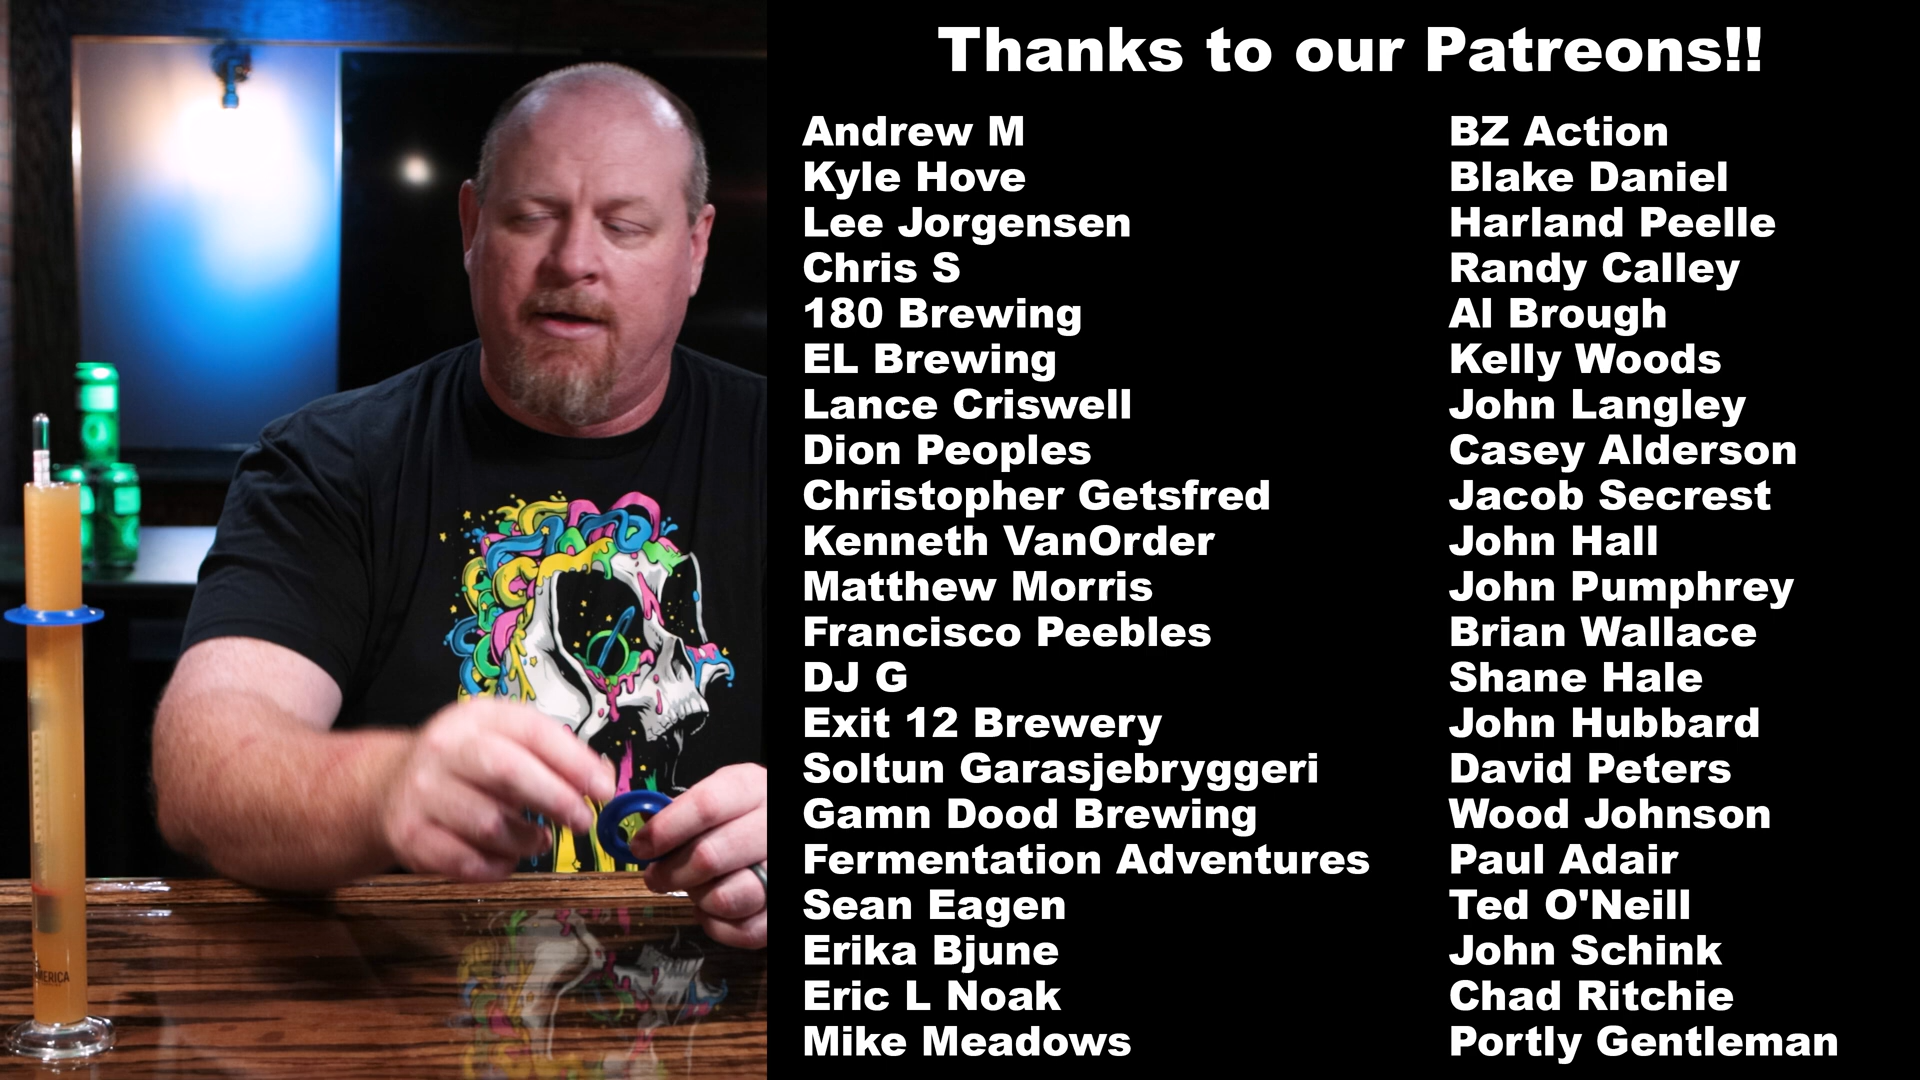 Thanks to our Patreons!!
Andrew M
Kyle Hove
Lee Jorgensen
Chris S
180 Brewing
EL Brewing
Lance Criswell
Dion Peoples
Christopher Getsfred
Kenneth VanOrder
Matthew Morris
Francisco Peebles
DJ G
Exit 12 Brewery
Soltun Garasjebryggeri
Gamn Dood Brewing
Fermentation Adventures
Sean Eagen
Erika Bjune
Eric L Noak
Mike Meadows
BZ Action
Blake Daniel
Harland Peelle
Randy Calley
Al Brough
Kelly Woods
John Langley
Casey Alderson
Jacob Secrest
John Hall
John Pumphrey
Brian Wallace
Shane Hale
John Hubbard
David Peters
Wood Johnson
Paul Adair
Ted O'Neill
John Schink
Chad Ritchie
Portly Gentleman